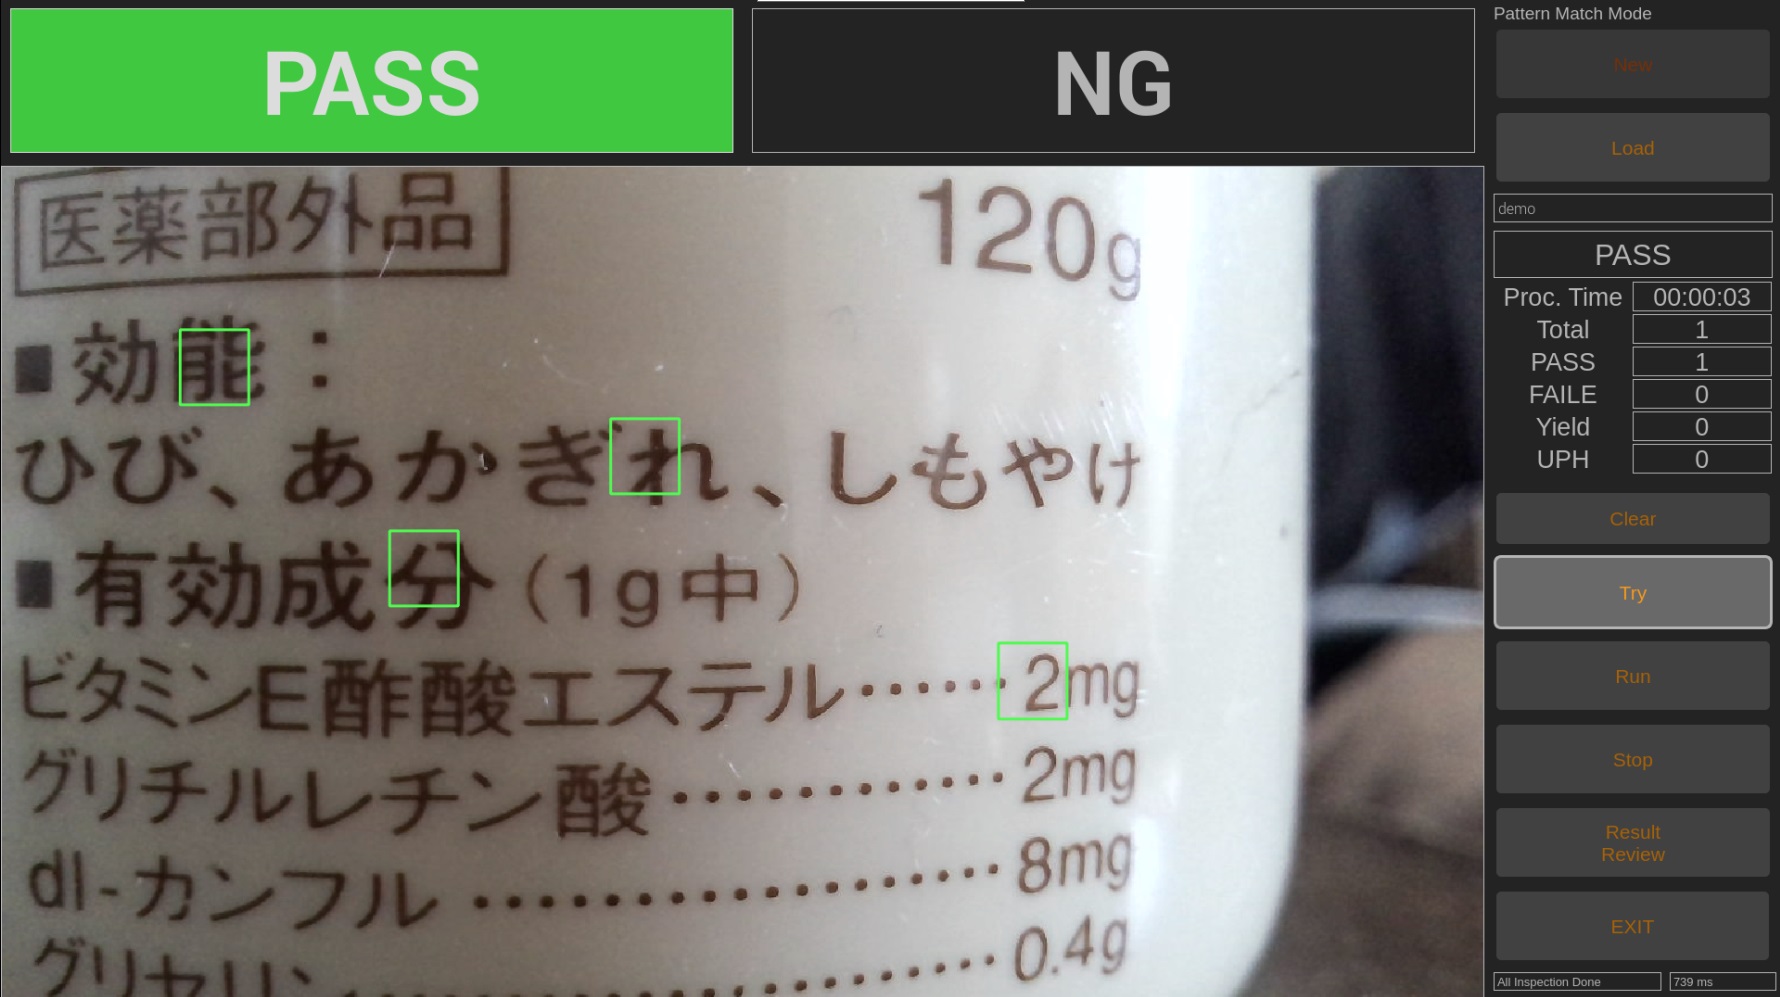 PASS
NG
医薬部外品
120g
■効能：
ひび、あかぎれ、しもやけ
■有効成分（1g中）
ビタミンE酢酸エステル‥‥‥2mg
グリチルレチン酸‥‥‥‥‥‥2mg
dl-カンフル‥‥‥‥‥‥‥‥‥8mg
グリセリン‥‥‥‥‥‥‥‥0.4g
Pattern Match Mode
New
Load
demo
PASS
Proc. Time 00:00:03
Total 1
PASS 1
FAILE 0
Yield 0
UPH 0
Clear
Try
Run
Stop
Result
Review
EXIT
All Inspection Done 739 ms